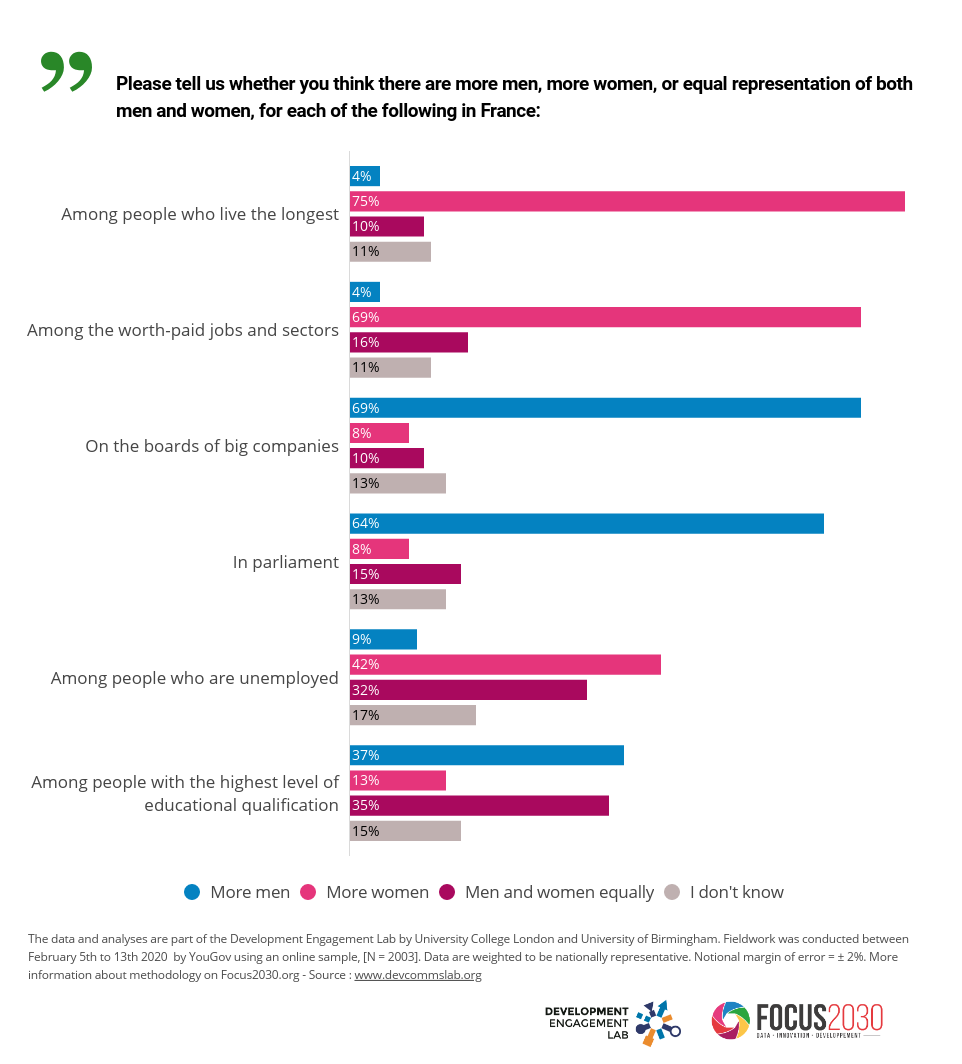 ”
Please tell us whether you think there are more men, more women, or equal representation of both
men and women, for each of the following in France:
Among people who live the longest
4%
75%
10%
11%
Among the worth-paid jobs and sectors
4%
69%
16%
11%
On the boards of big companies
69%
8%
10%
13%
In parliament
64%
8%
15%
13%
Among people who are unemployed
9%
42%
32%
17%
Among people with the highest level of
educational qualification
37%
13%
35%
15%
More men More women Men and women equally I don't know
The data and analyses are part of the Development Engagement Lab by University College London and University of Birmingham. Fieldwork was conducted between
February 5th to 13th 2020 by YouGov using an online sample, [N = 2003]. Data are weighted to be nationally representative. Notional margin of error = ± 2%. More
information about methodology on Focus2030.org - Source : www.devcommslab.org
DEVELOPMENT
ENGAGEMENT
LAB
FOCUS2030
DATA · INNOVATION · DEVELOPPEMENT